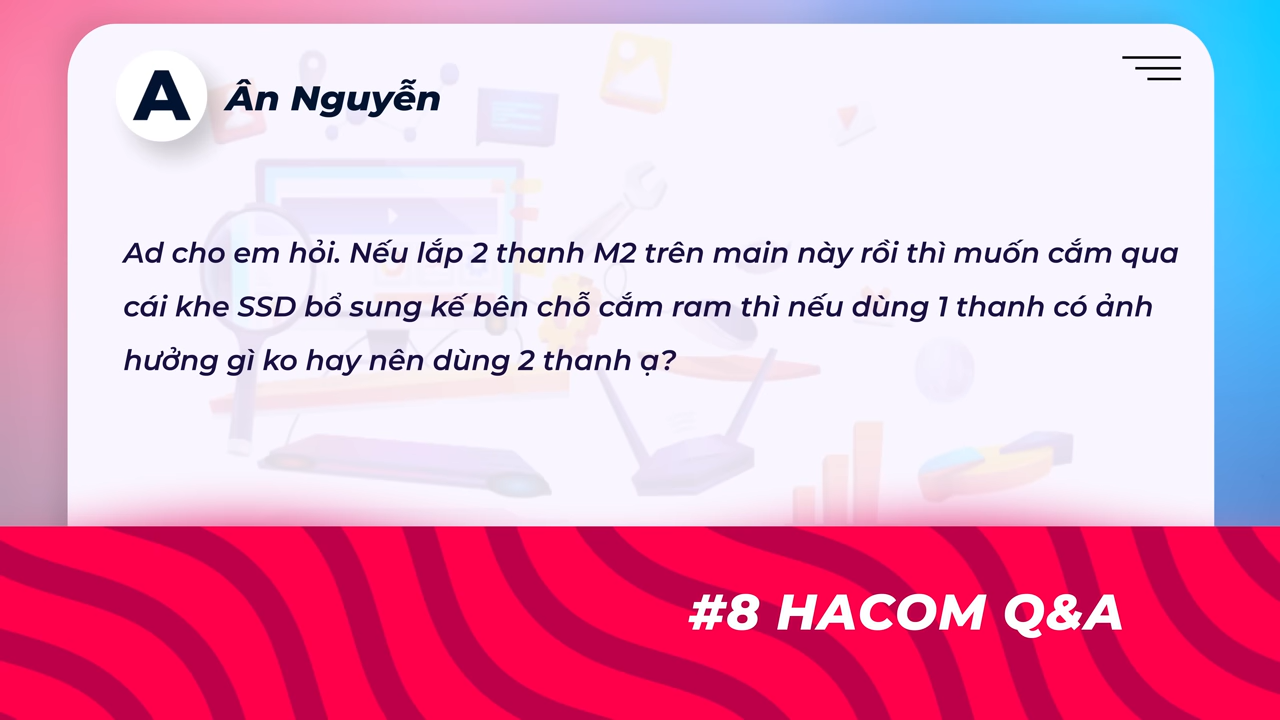 A
Ân Nguyễn
Ad cho em hỏi. Nếu lắp 2 thanh M2 trên main này rồi thì muốn cắm qua
cái khe SSD bổ sung kế bên chỗ cắm ram thì nếu dùng 1 thanh có ảnh
hưởng gì ko hay nên dùng 2 thanh ạ?
#8 HACOM Q&A